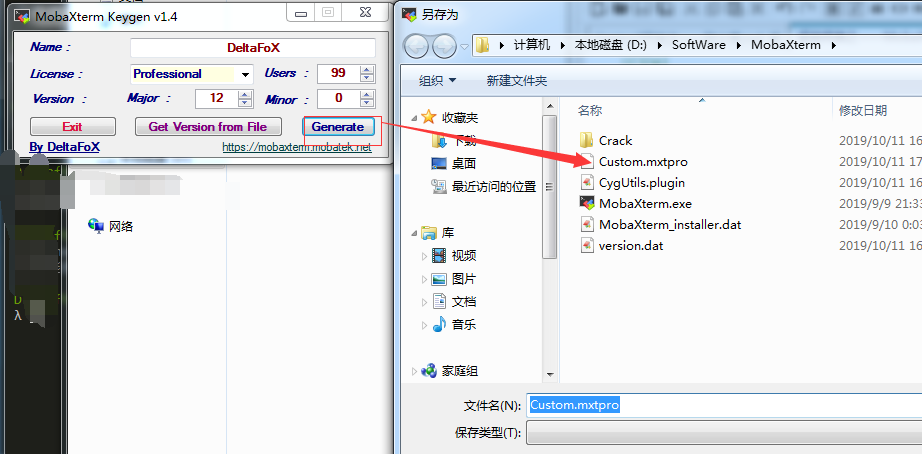 MobaXterm Keygen v1.4
Name :
DeltaFoX
License :
Professional
Users :
99
Version :
Major :
12
Minor :
0
Exit
Get Version from File
Generate
By DeltaFoX
https://mobaxterm.mobatek.net
网络
λ
另存为
计算机
本地磁盘 (D:)
SoftWare
MobaXterm
组织
新建文件夹
收藏夹
下载
桌面
最近访问的位置
库
视频
图片
文档
音乐
家庭组
名称
修改日期
Crack
2019/10/11 16
Custom.mxtpro
2019/10/11 17
CygUtils.plugin
2019/10/11 16
MobaXterm.exe
2019/9/9 21:33
MobaXterm_installer.dat
2019/9/10 0:03
version.dat
2019/10/11 16
文件名(N):
Custom.mxtpro
保存类型(T):